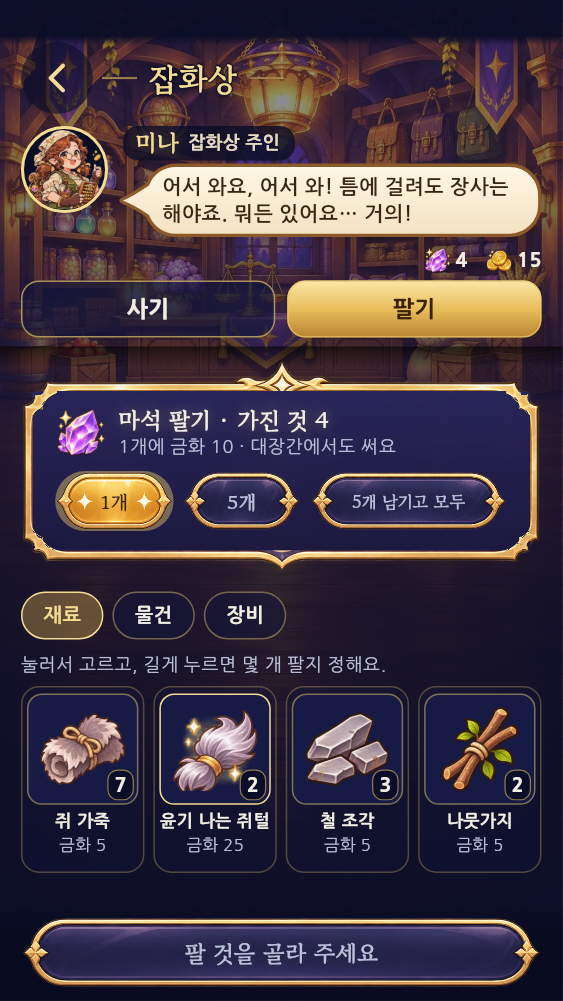 잡화상
미나 잡화상 주인
어서 와요, 어서 와! 틈에 걸려도 장사는
해야죠. 뭐든 있어요… 거의!
4 15
사기 팔기
마석 팔기 · 가진 것 4
1개에 금화 10 · 대장간에서도 써요
1개 5개 5개 남기고 모두
재료 물건 장비
눌러서 고르고, 길게 누르면 몇 개 팔지 정해요.
7 2 3 2
쥐 가죽 윤기 나는 쥐털 철 조각 나뭇가지
금화 5 금화 25 금화 5 금화 5
팔 것을 골라 주세요